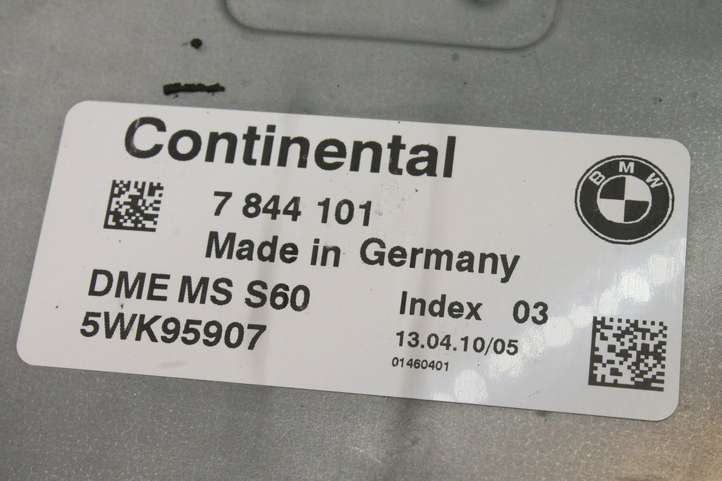 Continental
BMW
7 844 101
Made in Germany
DME MS S60
Index 03
5WK95907
13.04.10/05
01460401